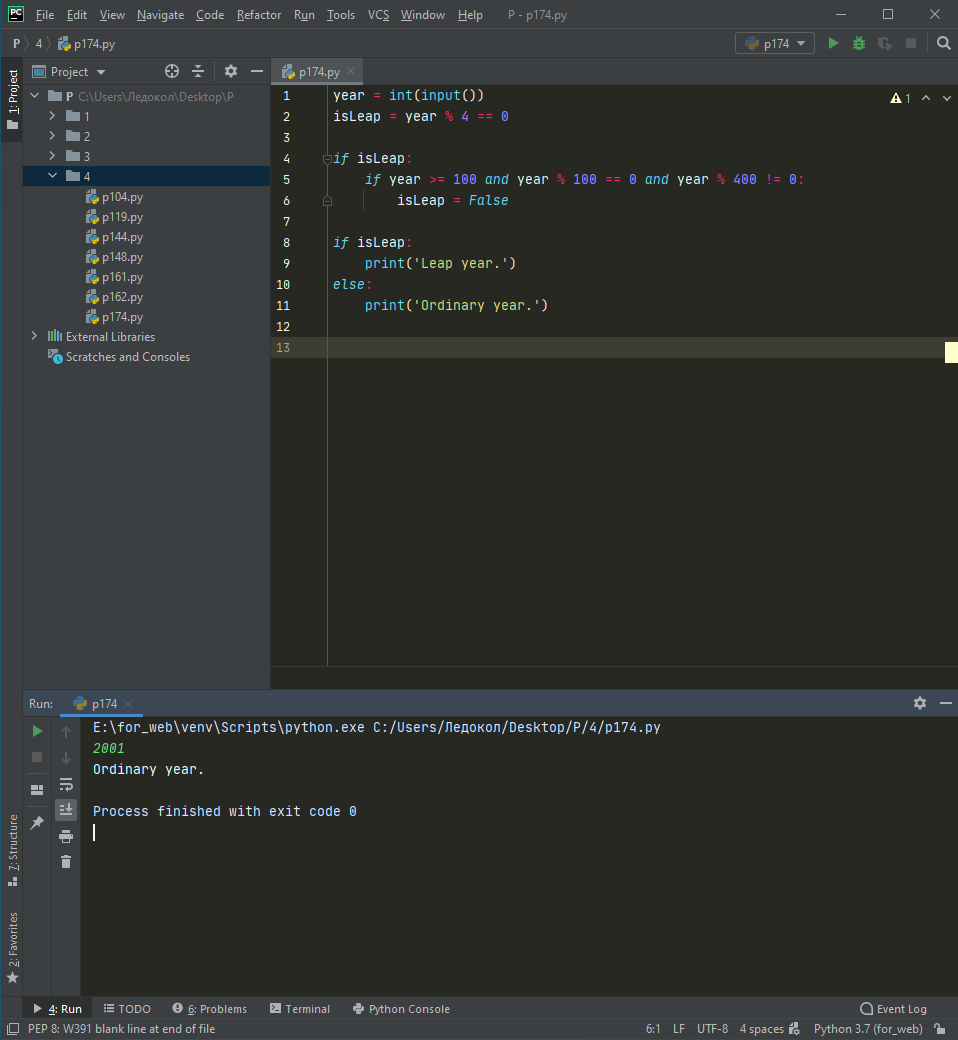 PC File Edit View Navigate Code Refactor Run Tools VCS Window Help P - p174.py
P 4 p174.py p174
1: Project
Project
p174.py
P C:\Users\Ледокол\Desktop\P
1
2
3
4
p104.py
p119.py
p144.py
p148.py
p161.py
p162.py
p174.py
External Libraries
Scratches and Consoles
1 year = int(input())
2 isLeap = year % 4 == 0
3
4 if isLeap:
5 if year >= 100 and year % 100 == 0 and year % 400 != 0:
6 isLeap = False
7
8 if isLeap:
9 print('Leap year.')
10 else:
11 print('Ordinary year.')
12
13
1
Run: p174
E:\for_web\venv\Scripts\python.exe C:/Users/Ледокол/Desktop/P/4/p174.py
2001
Ordinary year.
Process finished with exit code 0
7: Structure
2: Favorites
4: Run TODO 6: Problems Terminal Python Console Event Log
PEP 8: W391 blank line at end of file 6:1 LF UTF-8 4 spaces Python 3.7 (for_web)